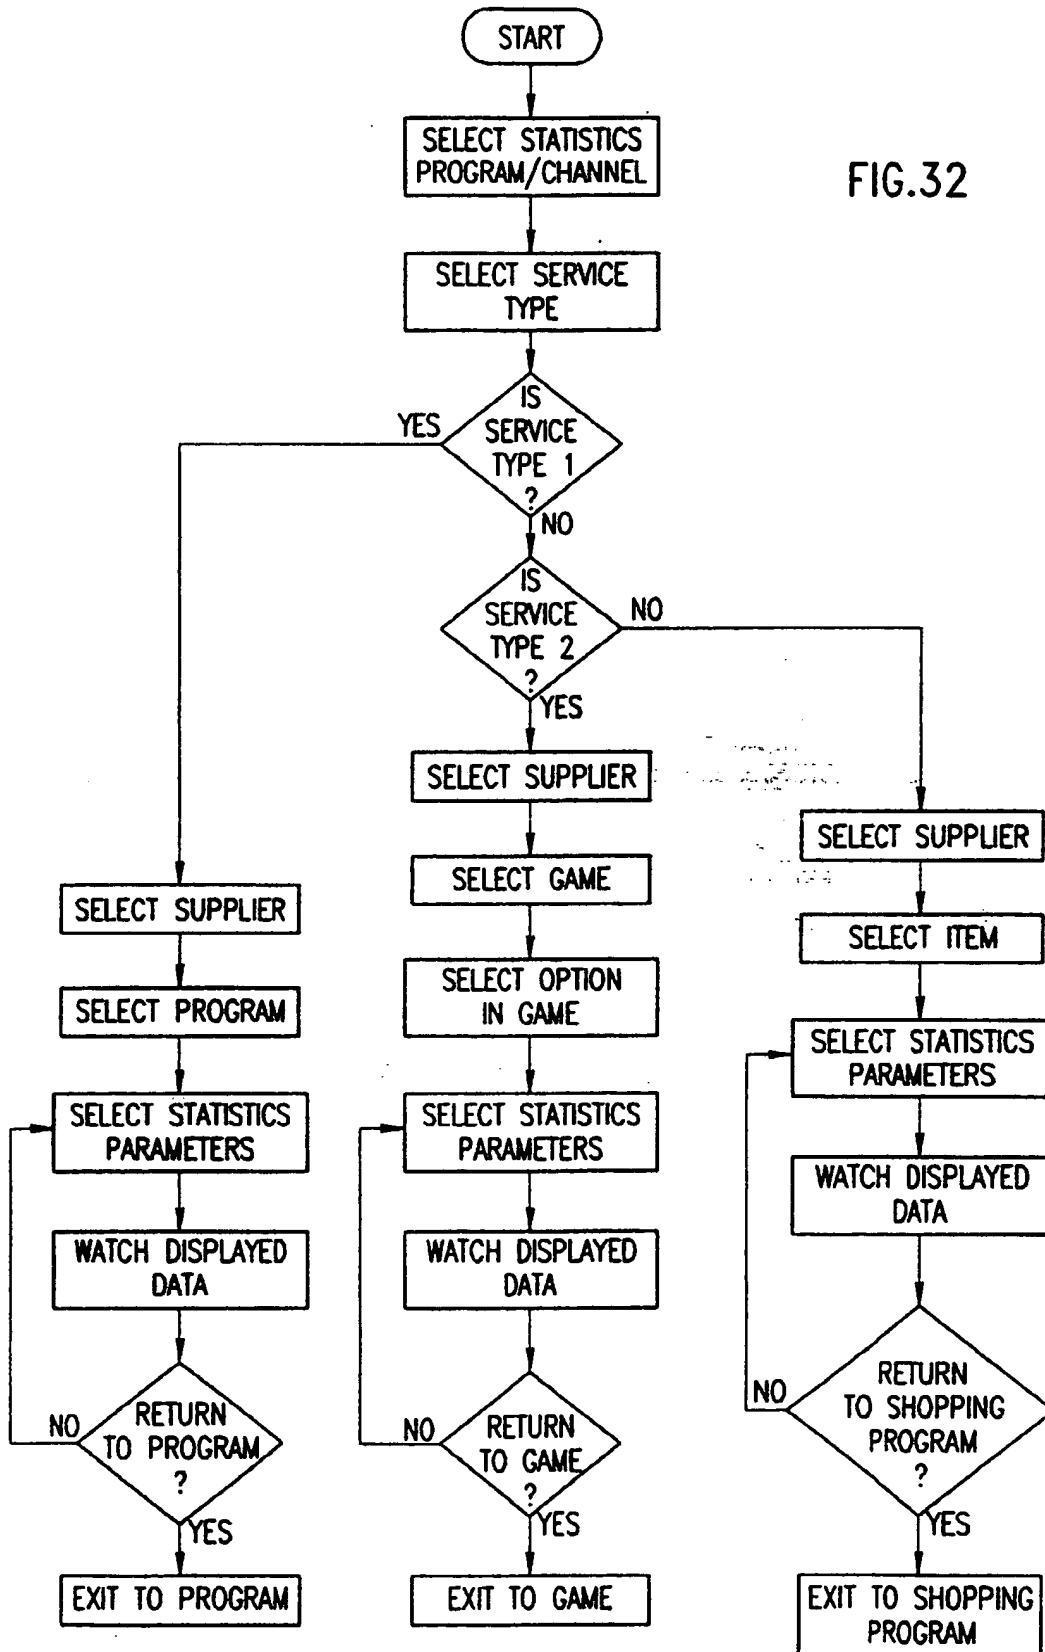 START
SELECT STATISTICS
PROGRAM/CHANNEL
FIG.32
SELECT SERVICE
TYPE
IS
SERVICE
TYPE 1
?
YES
NO
IS
SERVICE
TYPE 2
?
NO
YES
SELECT SUPPLIER
SELECT GAME
SELECT OPTION
IN GAME
SELECT STATISTICS
PARAMETERS
WATCH DISPLAYED
DATA
RETURN
TO GAME
?
NO
YES
EXIT TO GAME
SELECT SUPPLIER
SELECT PROGRAM
SELECT STATISTICS
PARAMETERS
WATCH DISPLAYED
DATA
RETURN
TO PROGRAM
?
NO
YES
EXIT TO PROGRAM
SELECT SUPPLIER
SELECT ITEM
SELECT STATISTICS
PARAMETERS
WATCH DISPLAYED
DATA
RETURN
TO SHOPPING
PROGRAM
?
NO
YES
EXIT TO SHOPPING
PROGRAM